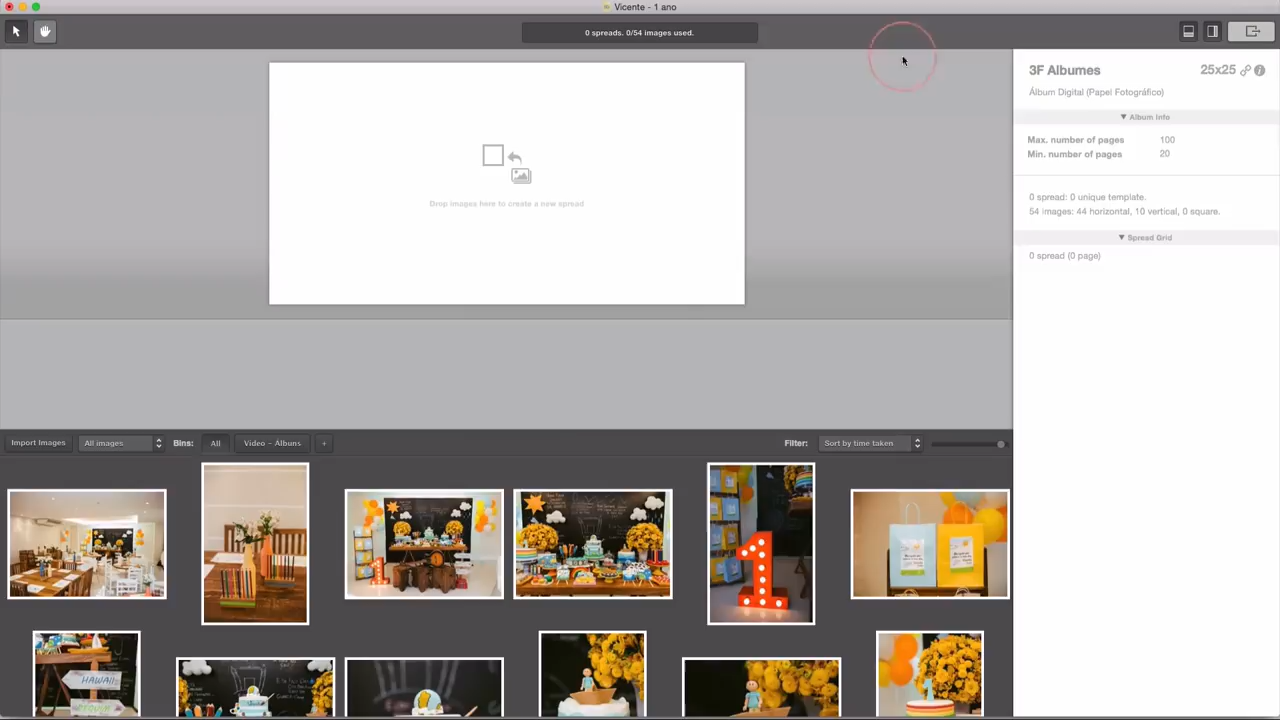 Vicente - 1 ano
0 spreads. 0/54 images used.
3F Albumes
25x25
Álbum Digital (Papel Fotográfico)
▼ Album Info
Max. number of pages 100
Min. number of pages 20
0 spread: 0 unique template.
54 images: 44 horizontal, 10 vertical, 0 square.
▼ Spread Grid
0 spread (0 page)
Drop images here to create a new spread
Import Images
All images
Bins:
All
Video - Albuns
+
Filter:
Sort by time taken
1
HAWAII